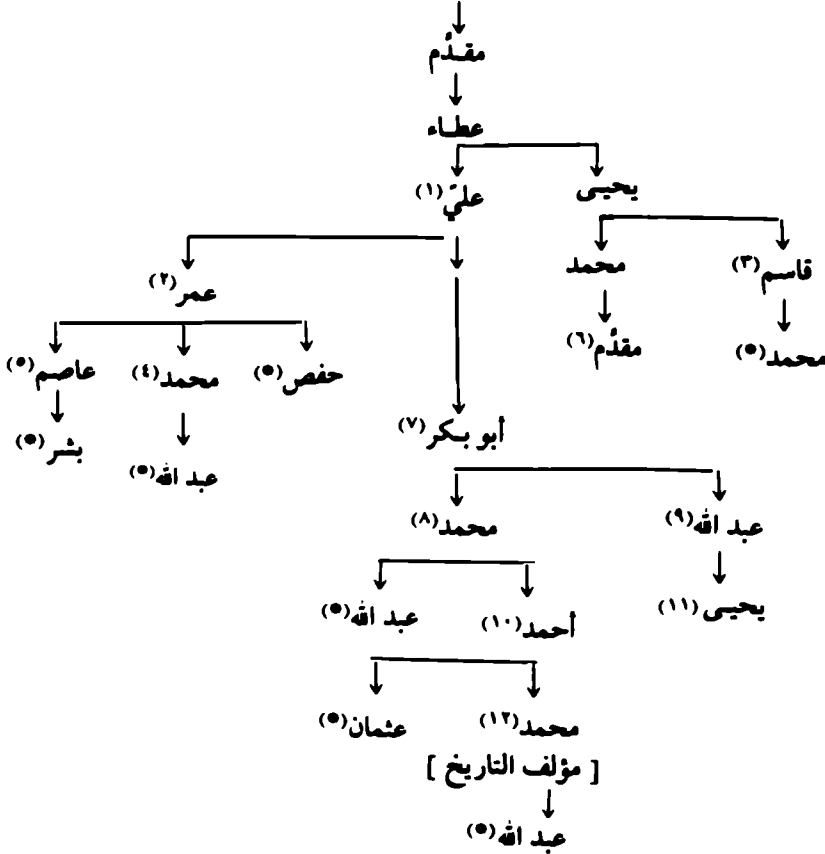 مقدَّم
عطاء
يحيى عليّ (١)
قاسم (٣) محمد عمر (٢)
محمد (*) مقدَّم (٦) حفص (*) محمد (٤) عاصم (*)
أبو بكر (٧) عبد الله (*) بشر (*)
عبد الله (٩) محمد (٨)
يحيى (١١) أحمد (١٠) عبد الله (*)
محمد (١٢) عثمان (*)
[ مؤلف التاريخ ]
عبد الله (*)